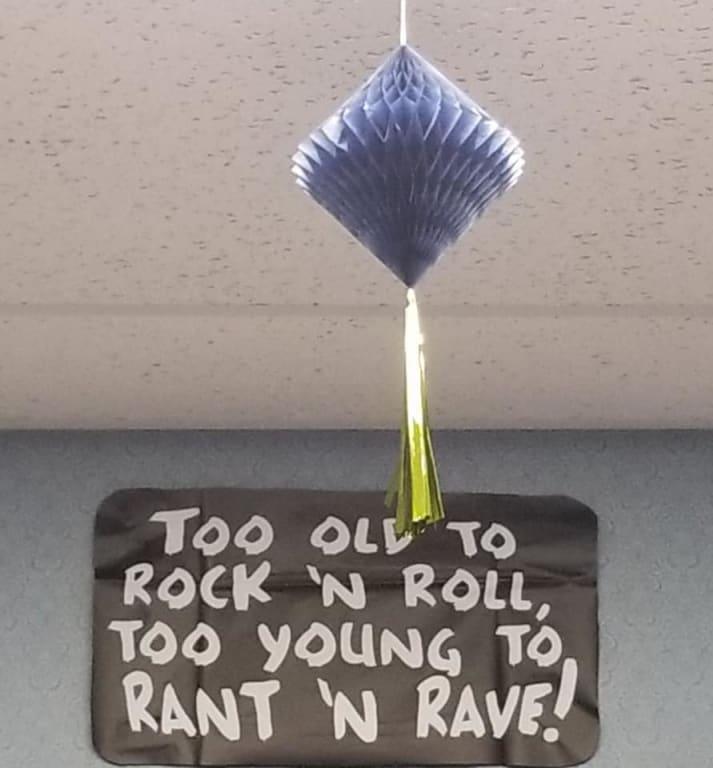 TOO OLD TO
ROCK 'N ROLL,
TOO YOUNG TO
RANT 'N RAVE!